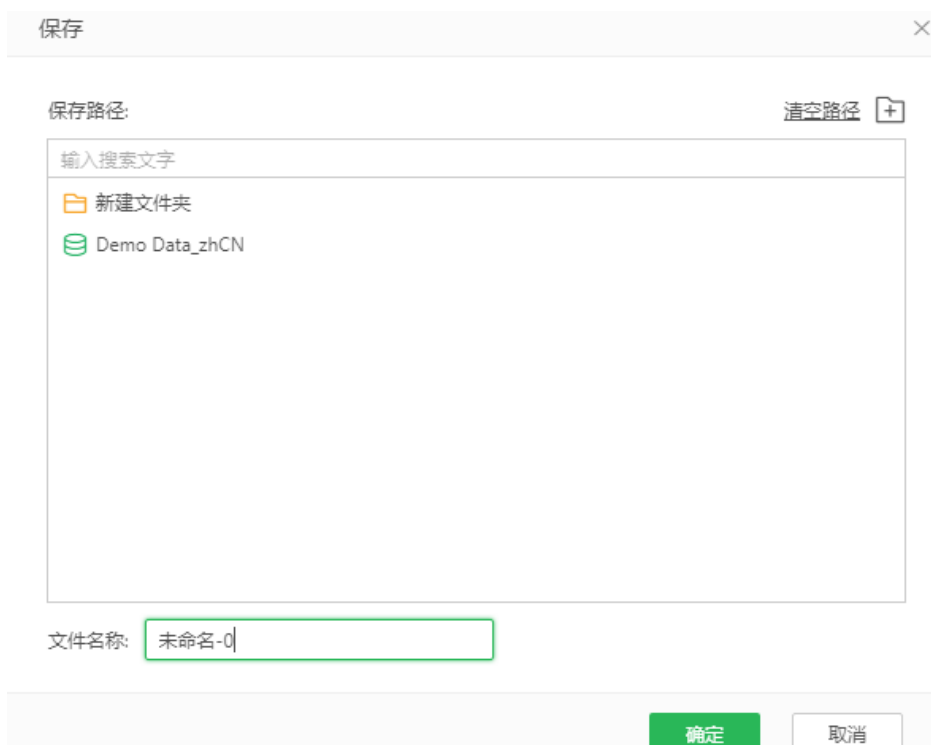 保存
保存路径: 清空路径
输入搜索文字
新建文件夹
Demo Data_zhCN
文件名称: 未命名-0
确定 取消